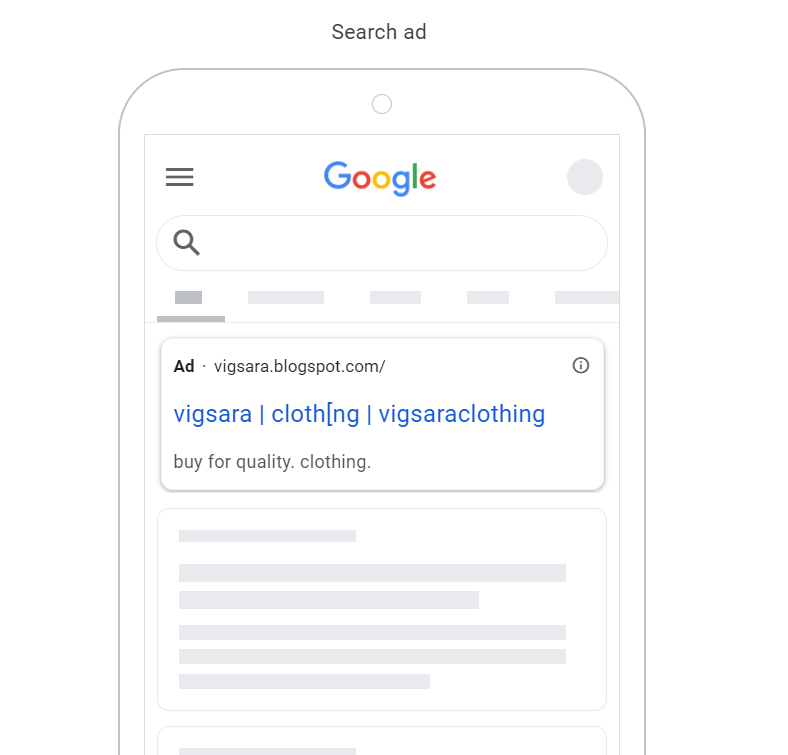 Search ad
Google
Ad · vigsara.blogspot.com/
vigsara | cloth[ng | vigsaraclothing
buy for quality. clothing.